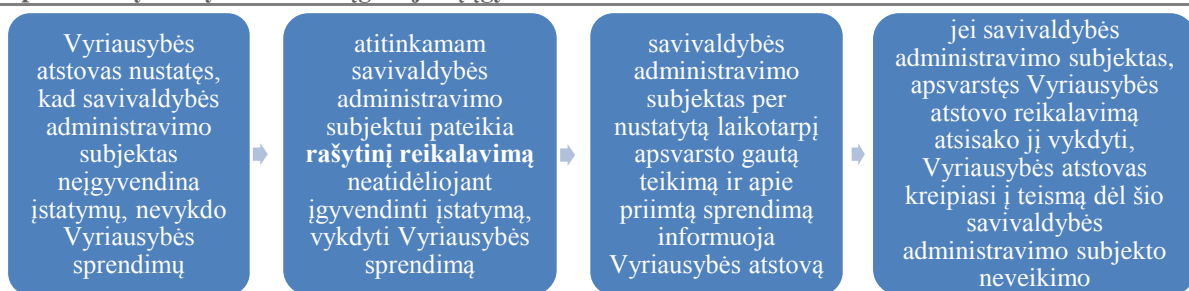 Vyriausybės
atstovas nustatęs,
kad savivaldybės
administravimo
subjektas
neįgyvendina
įstatymų, nevykdo
Vyriausybės
sprendimų
atitinkamam
savivaldybės
administravimo
subjektui pateikia
rašytinį reikalavimą
neatidėliojant
įgyvendinti įstatymą,
vykdyti Vyriausybės
sprendimą
savivaldybės
administravimo
subjektas per
nustatytą laikotarpį
apsvarsto gautą
teikimą ir apie
priimtą sprendimą
informuoja
Vyriausybės atstovą
jei savivaldybės
administravimo subjektas,
apsvarstęs Vyriausybės
atstovo reikalavimą
atsisako jį vykdyti,
Vyriausybės atstovas
kreipiasi į teismą dėl šio
savivaldybės
administravimo subjekto
neveikimo